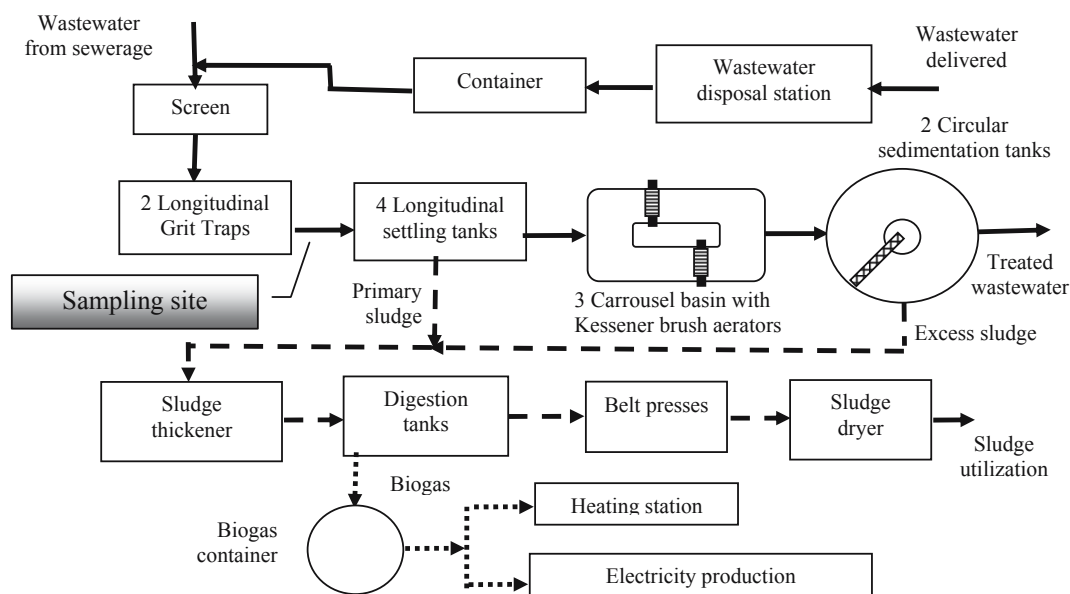 Wastewater
from sewerage
Container
Wastewater
disposal station
Wastewater
delivered
Screen
2 Circular
sedimentation tanks
2 Longitudinal
Grit Traps
4 Longitudinal
settling tanks
Sampling site
Primary
sludge
3 Carrousel basin with
Kessener brush aerators
Treated
wastewater
Excess sludge
Sludge
thickener
Digestion
tanks
Belt presses
Sludge
dryer
Sludge
utilization
Biogas
Biogas
container
Heating station
Electricity production